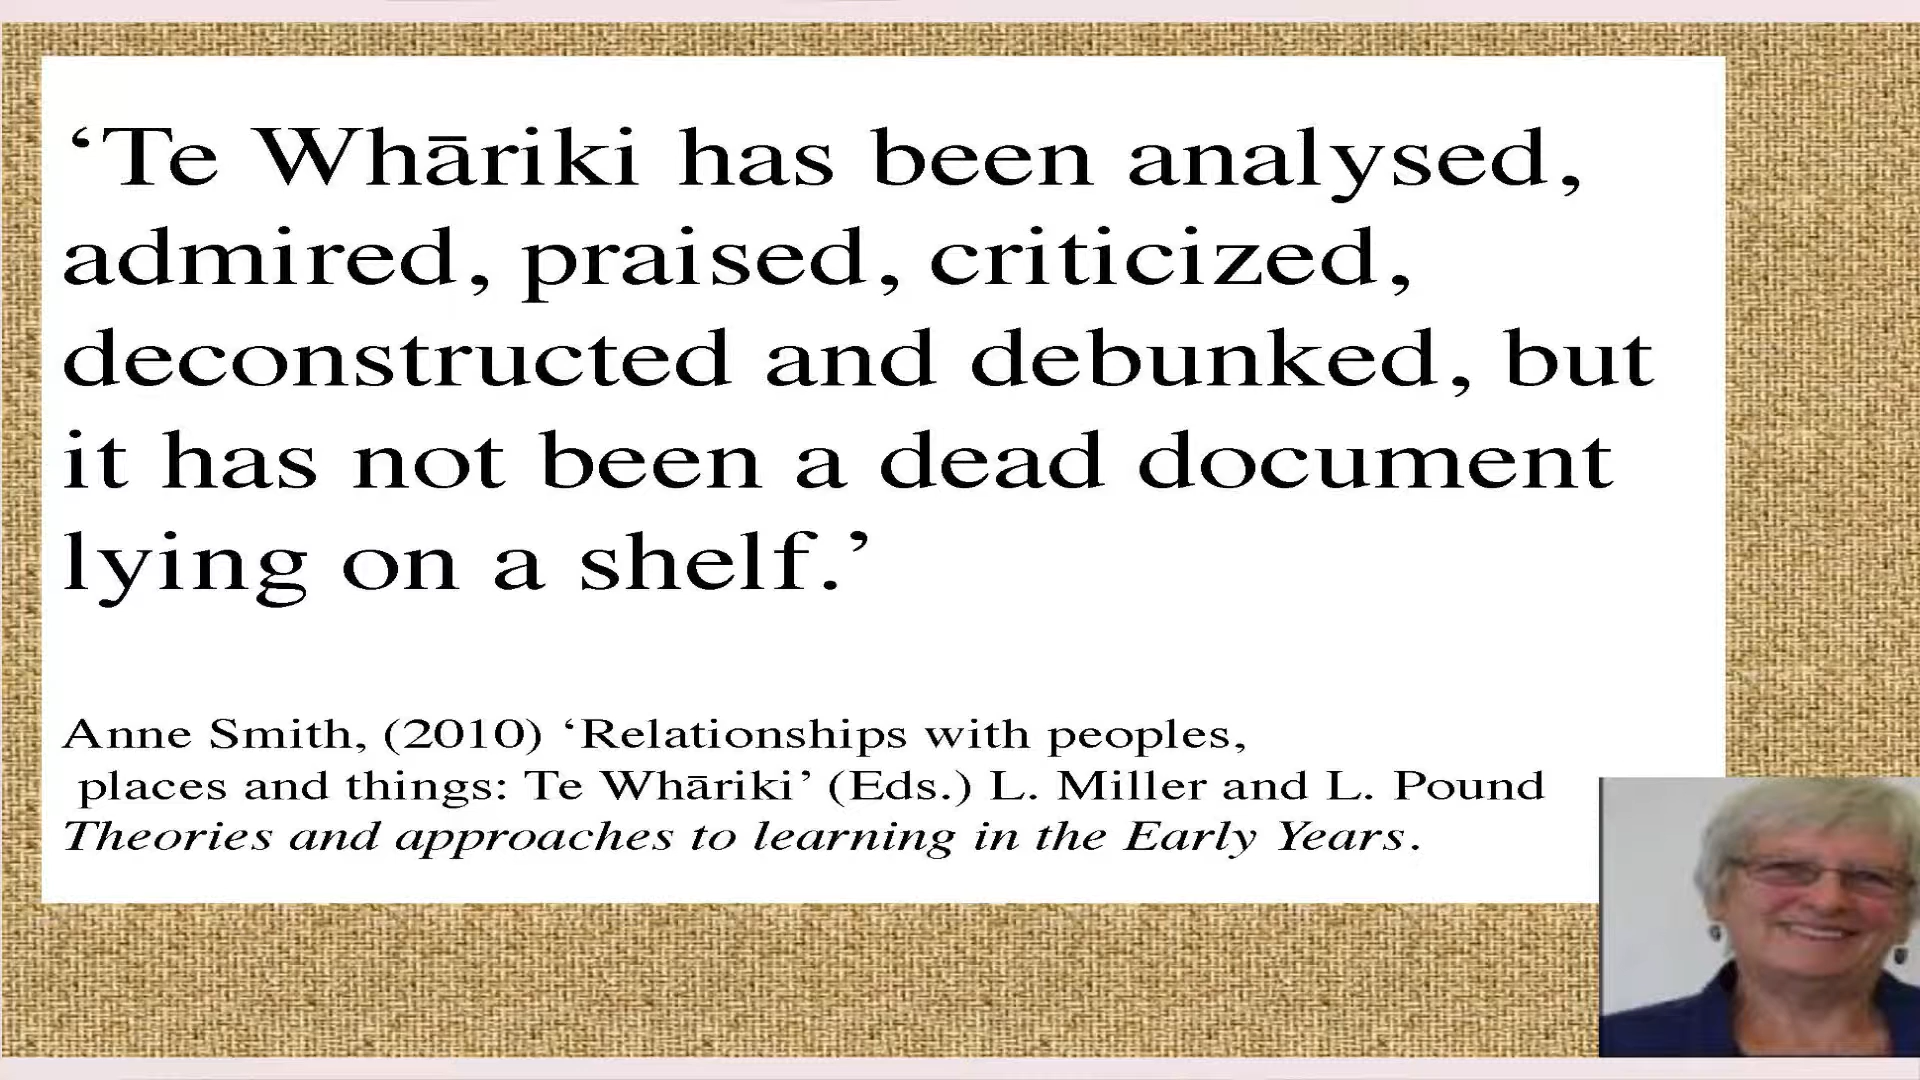 ‘Te Whāriki has been analysed,
admired, praised, criticized,
deconstructed and debunked, but
it has not been a dead document
lying on a shelf.’
Anne Smith, (2010) ‘Relationships with peoples,
places and things: Te Whāriki’ (Eds.) L. Miller and L. Pound
Theories and approaches to learning in the Early Years.